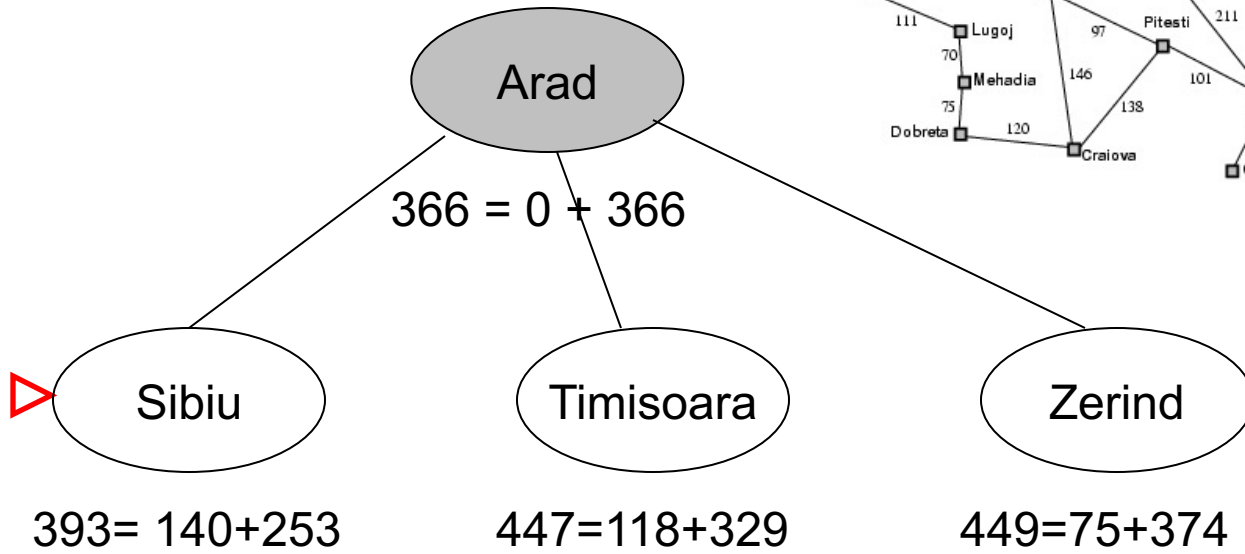 Arad
366 = 0 + 366
Sibiu
Timisoara
Zerind
393= 140+253
447=118+329
449=75+374
111
Lugoj
70
Mehadia
75
Dobreta
120
Craiova
146
138
97
Pitesti
211
101